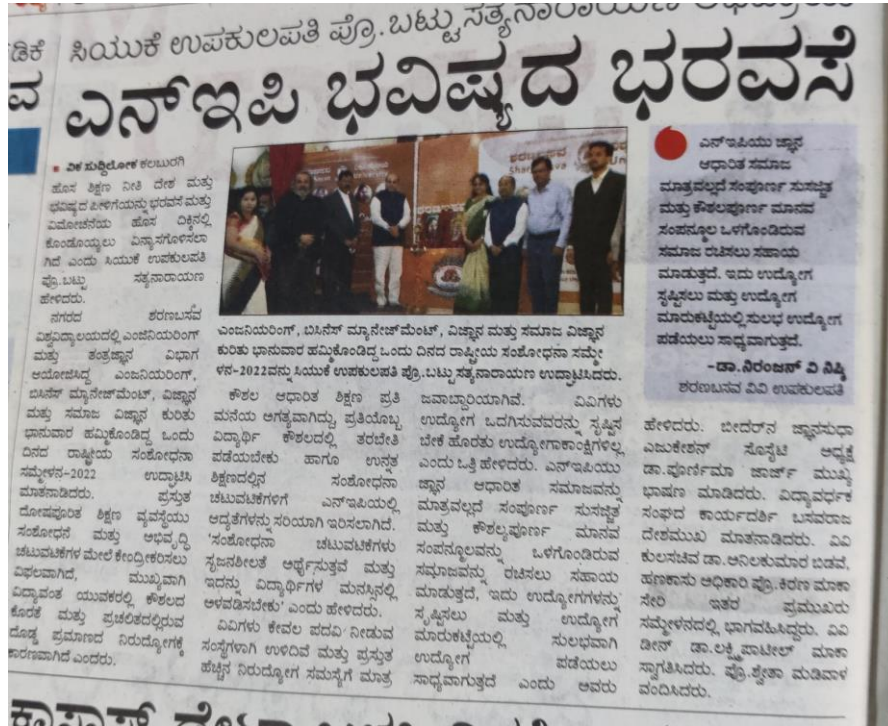 ಸಿಯುಕೆ ಉಪಕುಲಪತಿ ಪ್ರೊ.ಬಟ್ಟು ಸತ್ಯನಾರಾಯಣ
ಎನ್ಇಪಿ ಭವಿಷ್ಯದ ಭರವಸೆ
ವಿಕ ಸುದ್ದಿಲೋಕ ಕಲಬುರಗಿ
ಹೊಸ ಶಿಕ್ಷಣ ನೀತಿ ದೇಶ ಮತ್ತು
ಭವಿಷ್ಯದ ಪೀಳಿಗೆಯನ್ನು ಭರವಸೆ ಮತ್ತು
ವಿಮೋಚನೆಯ ಹೊಸ ದಿಕ್ಕಿನಲ್ಲಿ
ಕೊಂಡೊಯ್ಯಲು ವಿನ್ಯಾಸಗೊಳಿಸಲಾ
ಗಿದೆ ಎಂದು ಸಿಯುಕೆ ಉಪಕುಲಪತಿ
ಪ್ರೊ.ಬಟ್ಟು ಸತ್ಯನಾರಾಯಣ
ಹೇಳಿದರು.
ನಗರದ ಶರಣಬಸವ
ವಿಶ್ವವಿದ್ಯಾಲಯದಲ್ಲಿ ಎಂಜಿನಿಯರಿಂಗ್
ಮತ್ತು ತಂತ್ರಜ್ಞಾನ ವಿಭಾಗ
ಆಯೋಜಿಸಿದ್ದ ಎಂಜನಿಯರಿಂಗ್,
ಬಿಸಿನೆಸ್ ಮ್ಯಾನೇಜ್‌ಮೆಂಟ್, ವಿಜ್ಞಾನ
ಮತ್ತು ಸಮಾಜ ವಿಜ್ಞಾನ ಕುರಿತು
ಭಾನುವಾರ ಹಮ್ಮಿಕೊಂಡಿದ್ದ ಒಂದು
ದಿನದ ರಾಷ್ಟ್ರೀಯ ಸಂಶೋಧನಾ
ಸಮ್ಮೇಳನ-2022 ಉದ್ಘಾಟಿಸಿ
ಮಾತನಾಡಿದರು. ಪ್ರಸ್ತುತ
ದೋಷಪೂರಿತ ಶಿಕ್ಷಣ ವ್ಯವಸ್ಥೆಯು
ಸಂಶೋಧನೆ ಮತ್ತು ಅಭಿವೃದ್ಧಿ
ಚಟುವಟಿಕೆಗಳ ಮೇಲೆ ಕೇಂದ್ರೀಕರಿಸಲು
ವಿಫಲವಾಗಿದೆ, ಮುಖ್ಯವಾಗಿ
ವಿದ್ಯಾವಂತ ಯುವಕರಲ್ಲಿ ಕೌಶಲದ
ಕೊರತೆ ಮತ್ತು ಪ್ರಚಲಿತದಲ್ಲಿರುವ
ದೊಡ್ಡ ಪ್ರಮಾಣದ ನಿರುದ್ಯೋಗಕ್ಕೆ
ಕಾರಣವಾಗಿದೆ ಎಂದರು.
ಎಂಜನಿಯರಿಂಗ್, ಬಿಸಿನೆಸ್ ಮ್ಯಾನೇಜ್‌ಮೆಂಟ್, ವಿಜ್ಞಾನ ಮತ್ತು ಸಮಾಜ ವಿಜ್ಞಾನ
ಕುರಿತು ಭಾನುವಾರ ಹಮ್ಮಿಕೊಂಡಿದ್ದ ಒಂದು ದಿನದ ರಾಷ್ಟ್ರೀಯ ಸಂಶೋಧನಾ ಸಮ್ಮೇ
ಳನ-2022ವನ್ನು ಸಿಯುಕೆ ಉಪಕುಲಪತಿ ಪ್ರೊ.ಬಟ್ಟು ಸತ್ಯನಾರಾಯಣ ಉದ್ಘಾಟಿಸಿದರು.
ಕೌಶಲ ಆಧಾರಿತ ಶಿಕ್ಷಣ ಪ್ರತಿ
ಮನೆಯ ಅಗತ್ಯವಾಗಿದ್ದು, ಪ್ರತಿಯೊಬ್ಬ
ವಿದ್ಯಾರ್ಥಿ ಕೌಶಲದಲ್ಲಿ ತರಬೇತಿ
ಪಡೆಯಬೇಕು ಹಾಗೂ ಉನ್ನತ
ಶಿಕ್ಷಣದಲ್ಲಿನ ಸಂಶೋಧನಾ
ಚಟುವಟಿಕೆಗಳಿಗೆ ಎನ್ಇಪಿಯಲ್ಲಿ
ಆದ್ಯತೆಗಳನ್ನು ಸರಿಯಾಗಿ ಇರಿಸಲಾಗಿದೆ.
'ಸಂಶೋಧನಾ ಚಟುವಟಿಕೆಗಳು
ಸೃಜನಶೀಲತೆ ಅರ್ಥೈಸುತ್ತವೆ ಮತ್ತು
ಇದನ್ನು ವಿದ್ಯಾರ್ಥಿಗಳ ಮನಸ್ಸಿನಲ್ಲಿ
ಅಳವಡಿಸಬೇಕು' ಎಂದು ಹೇಳಿದರು.
ವಿವಿಗಳು ಕೇವಲ ಪದವಿ ನೀಡುವ
ಸಂಸ್ಥೆಗಳಾಗಿ ಉಳಿದಿವೆ ಮತ್ತು ಪ್ರಸ್ತುತ
ಹೆಚ್ಚಿನ ನಿರುದ್ಯೋಗ ಸಮಸ್ಯೆಗೆ ಮಾತ್ರ
ಜವಾಬ್ದಾರಿಯಾಗಿವೆ. ವಿವಿಗಳು
ಉದ್ಯೋಗ ಒದಗಿಸುವವರನ್ನು ಸೃಷ್ಟಿಸ
ಬೇಕೆ ಹೊರತು ಉದ್ಯೋಗಾಕಾಂಕ್ಷಿಗಳಲ್ಲ
ಎಂದು ಒತ್ತಿ ಹೇಳಿದರು. ಎನ್ಇಪಿಯು
ಜ್ಞಾನ ಆಧಾರಿತ ಸಮಾಜವನ್ನು
ಮಾತ್ರವಲ್ಲದೆ ಸಂಪೂರ್ಣ ಸುಸಜ್ಜಿತ
ಮತ್ತು ಕೌಶಲ್ಯಪೂರ್ಣ ಮಾನವ
ಸಂಪನ್ಮೂಲವನ್ನು ಒಳಗೊಂಡಿರುವ
ಸಮಾಜವನ್ನು ರಚಿಸಲು ಸಹಾಯ
ಮಾಡುತ್ತದೆ, ಇದು ಉದ್ಯೋಗಗಳನ್ನು
ಸೃಷ್ಟಿಸಲು ಮತ್ತು ಉದ್ಯೋಗ
ಮಾರುಕಟ್ಟೆಯಲ್ಲಿ ಸುಲಭವಾಗಿ
ಉದ್ಯೋಗ ಪಡೆಯಲು
ಸಾಧ್ಯವಾಗುತ್ತದೆ ಎಂದು ಅವರು
ಎನ್ಇಪಿಯು ಜ್ಞಾನ
ಆಧಾರಿತ ಸಮಾಜ
ಮಾತ್ರವಲ್ಲದೆ ಸಂಪೂರ್ಣ ಸುಸಜ್ಜಿತ
ಮತ್ತು ಕೌಶಲಪೂರ್ಣ ಮಾನವ
ಸಂಪನ್ಮೂಲ ಒಳಗೊಂಡಿರುವ
ಸಮಾಜ ರಚಿಸಲು ಸಹಾಯ
ಮಾಡುತ್ತದೆ. ಇದು ಉದ್ಯೋಗ
ಸೃಷ್ಟಿಸಲು ಮತ್ತು ಉದ್ಯೋಗ
ಮಾರುಕಟ್ಟೆಯಲ್ಲಿ ಸುಲಭ ಉದ್ಯೋಗ
ಪಡೆಯಲು ಸಾಧ್ಯವಾಗುತ್ತದೆ.
-ಡಾ.ನಿರಂಜನ್ ವಿ ನಿಷ್ಠಿ
ಶರಣಬಸವ ವಿವಿ ಉಪಕುಲಪತಿ
ಹೇಳಿದರು. ಬೀದರ್‌ನ ಜ್ಞಾನಸುಧಾ
ಎಜುಕೇಶನ್ ಸೊಸೈಟಿ ಅಧ್ಯಕ್ಷೆ
ಡಾ.ಪೂರ್ಣಿಮಾ ಜಾರ್ಜ್ ಮುಖ್ಯ
ಭಾಷಣ ಮಾಡಿದರು. ವಿದ್ಯಾವರ್ಧಕ
ಸಂಘದ ಕಾರ್ಯದರ್ಶಿ ಬಸವರಾಜ
ದೇಶಮುಖ ಮಾತನಾಡಿದರು. ವಿವಿ
ಕುಲಸಚಿವ ಡಾ.ಅನಿಲಕುಮಾರ ಬಿಡವೆ,
ಹಣಕಾಸು ಅಧಿಕಾರಿ ಪ್ರೊ.ಕಿರಣ ಮಾಕಾ
ಸೇರಿ ಇತರ ಪ್ರಮುಖರು
ಸಮ್ಮೇಳನದಲ್ಲಿ ಭಾಗವಹಿಸಿದ್ದರು. ವಿವಿ
ಡೀನ್ ಡಾ.ಲಕ್ಷ್ಮಿ ಪಾಟೀಲ್ ಮಾಕಾ
ಸ್ವಾಗತಿಸಿದರು. ಪ್ರೊ.ಶ್ವೇತಾ ಮಡಿವಾಳ
ವಂದಿಸಿದರು.